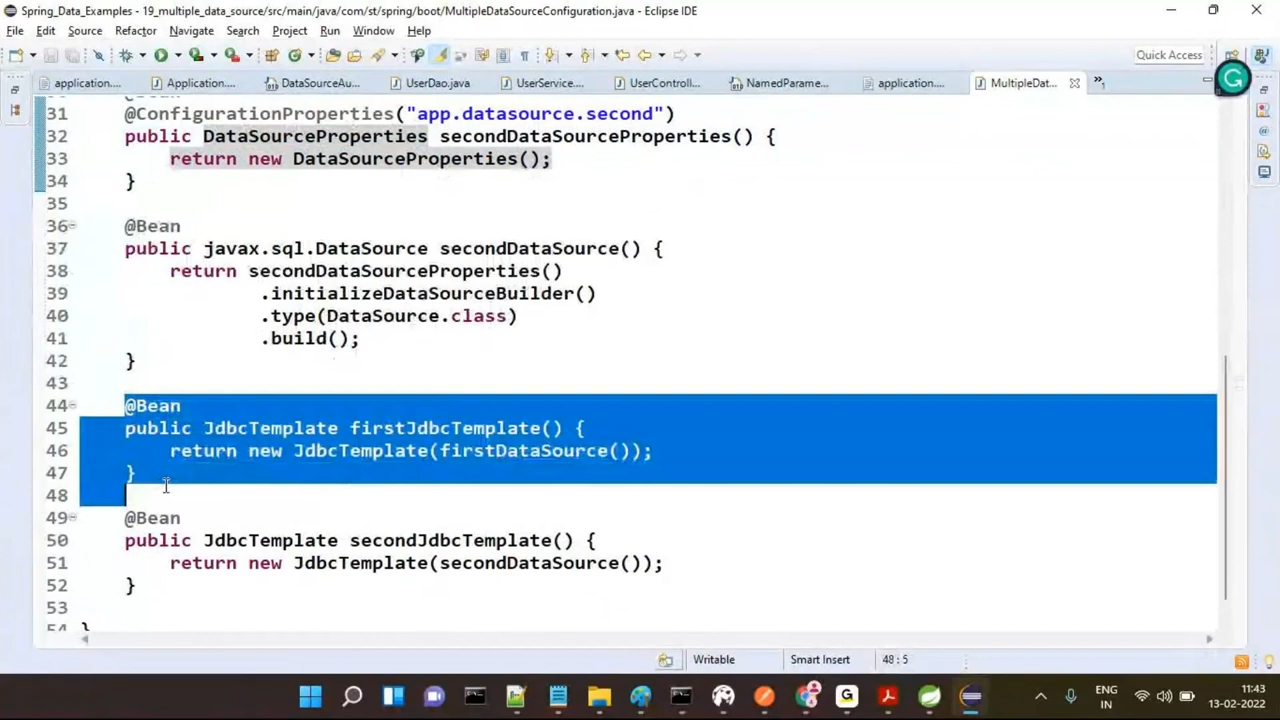 Spring_Data_Examples - 19_multiple_data_source/src/main/java/com/st/spring/boot/MultipleDataSourceConfiguration.java - Eclipse IDE
File Edit Source Refactor Navigate Search Project Run Window Help
Quick Access
application.... Application.... DataSourceAu... UserDao.java UserService.... UserControll... NamedParame... application.... MultipleDat...
31 @ConfigurationProperties("app.datasource.second")
32 public DataSourceProperties secondDataSourceProperties() {
33 return new DataSourceProperties();
34 }
35
36 @Bean
37 public javax.sql.DataSource secondDataSource() {
38 return secondDataSourceProperties()
39 .initializeDataSourceBuilder()
40 .type(DataSource.class)
41 .build();
42 }
43
44 @Bean
45 public JdbcTemplate firstJdbcTemplate() {
46 return new JdbcTemplate(firstDataSource());
47 }
48
49 @Bean
50 public JdbcTemplate secondJdbcTemplate() {
51 return new JdbcTemplate(secondDataSource());
52 }
53
54 }
Writable Smart Insert 48 : 5
ENG 11:43
IN 13-02-2022